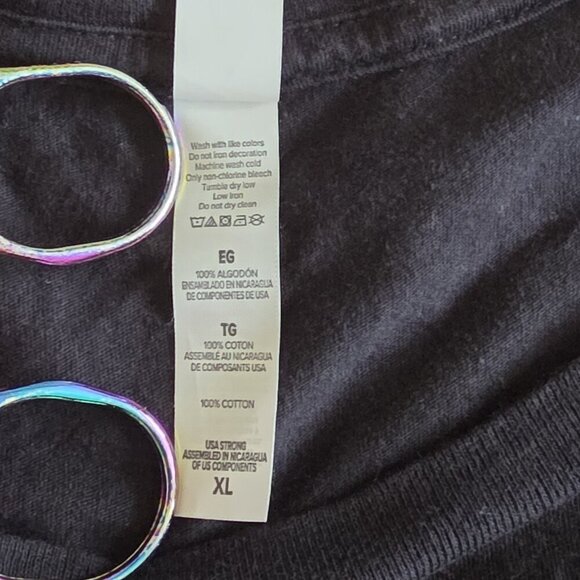 Wash with like colors
Do not iron decoration
Machine wash cold
Only non-chlorine bleach
Tumble dry low
Low Iron
Do not dry clean
EG
100% ALGODÓN
ENSAMBLADO EN NICARAGUA
DE COMPONENTES DE USA
TG
100% COTON
ASSEMBLÉ AU NICARAGUA
DE COMPOSANTS USA
100% COTTON
USA STRONG
ASSEMBLED IN NICARAGUA
OF US COMPONENTS
XL